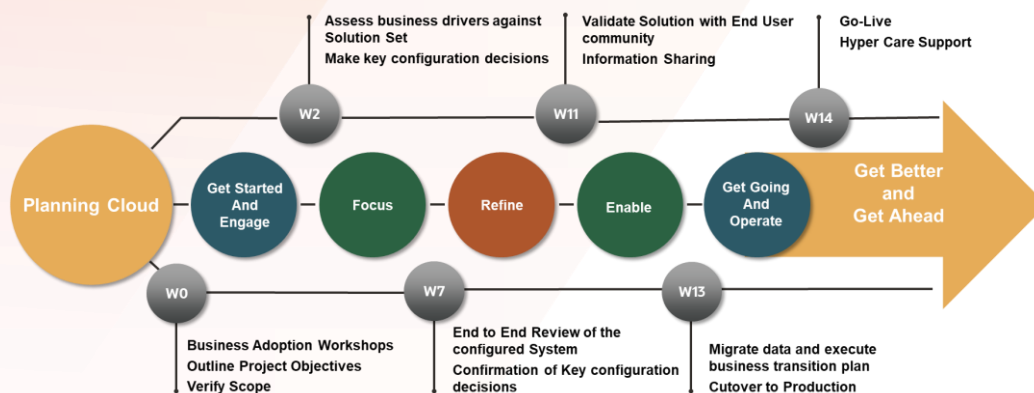 Assess business drivers against
Solution Set
Make key configuration decisions
Validate Solution with End User
community
Information Sharing
Go-Live
Hyper Care Support
W2
W11
W14
Planning Cloud
Get Started
And
Engage
Focus
Refine
Enable
Get Going
And
Operate
Get Better
and
Get Ahead
W0
W7
W13
Business Adoption Workshops
Outline Project Objectives
Verify Scope
End to End Review of the
configured System
Confirmation of Key configuration
decisions
Migrate data and execute
business transition plan
Cutover to Production